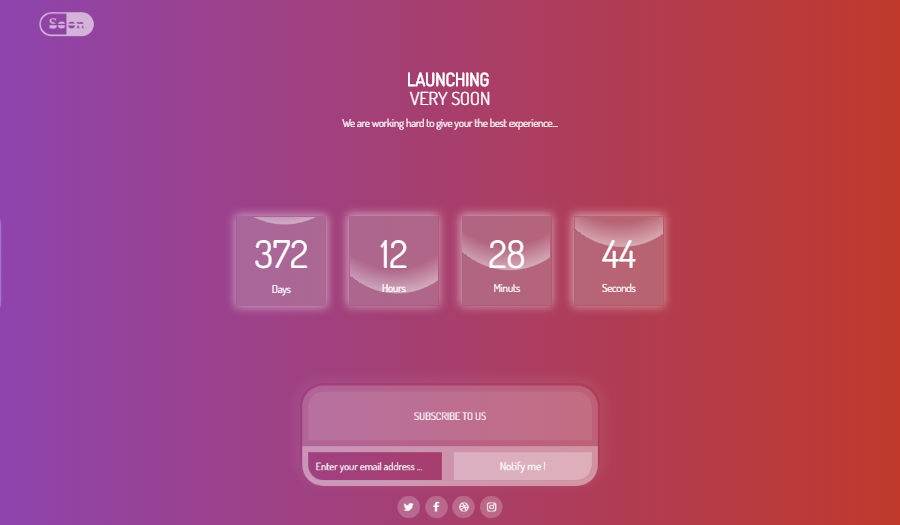 Soon
LAUNCHING
VERY SOON
We are working hard to give your the best experience...
372
Days
12
Hours
28
Minuts
44
Seconds
SUBSCRIBE TO US
Enter your email address ...
Notify me !